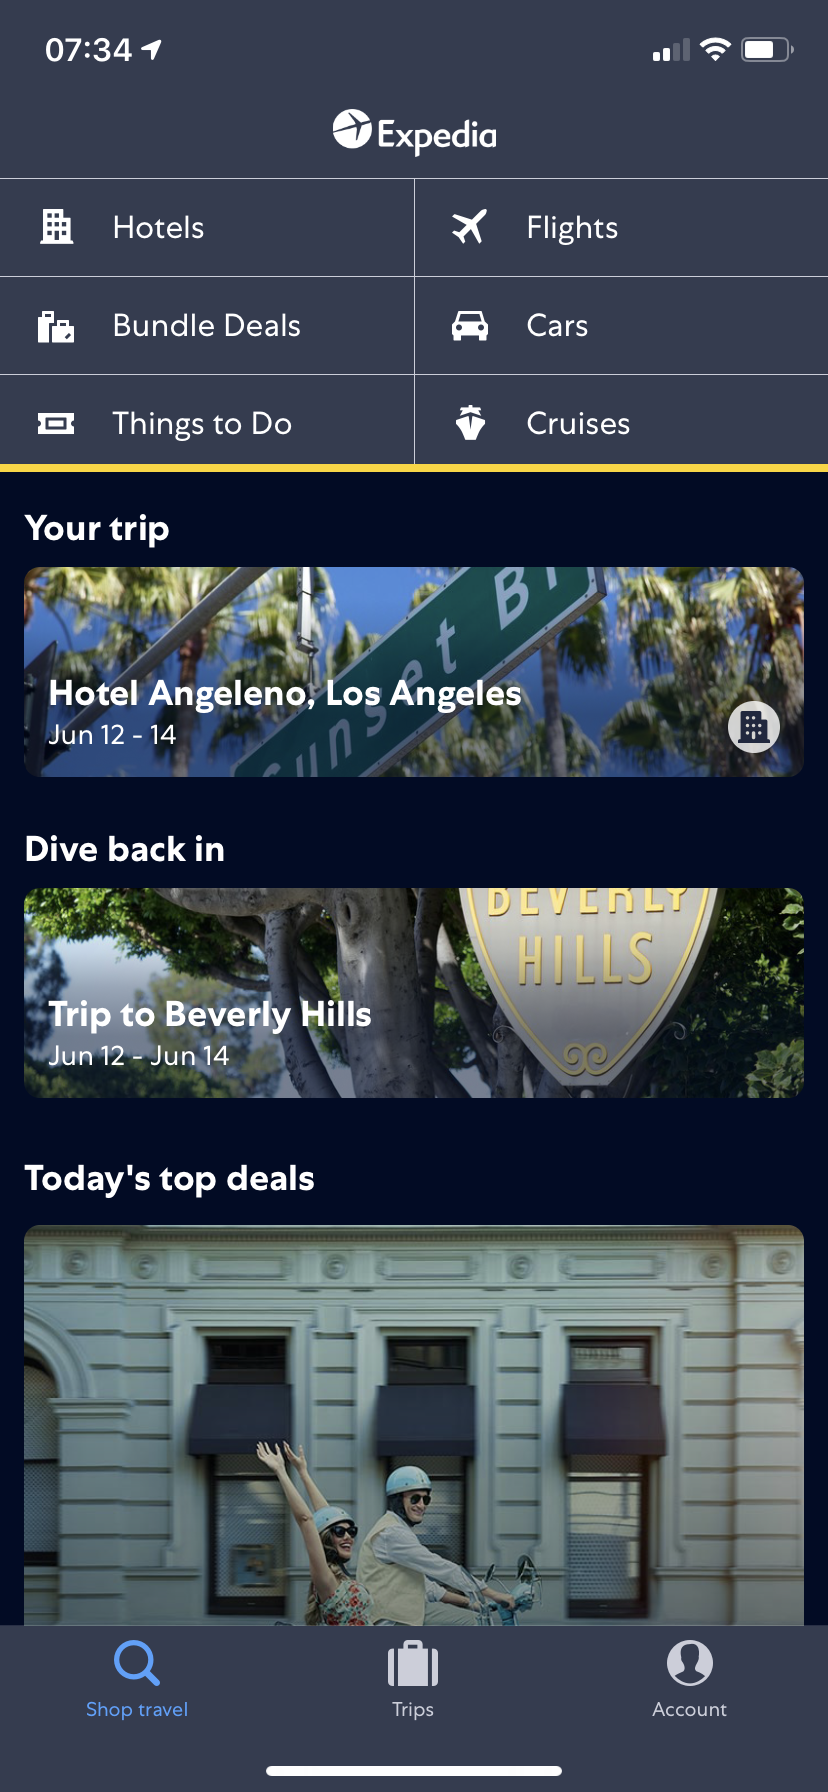 07:34
Expedia
Hotels
Flights
Bundle Deals
Cars
Things to Do
Cruises
Your trip
Sunset Bl
Hotel Angeleno, Los Angeles
Jun 12 - 14
Dive back in
BEVERLY
HILLS
Trip to Beverly Hills
Jun 12 - Jun 14
Today's top deals
Shop travel
Trips
Account